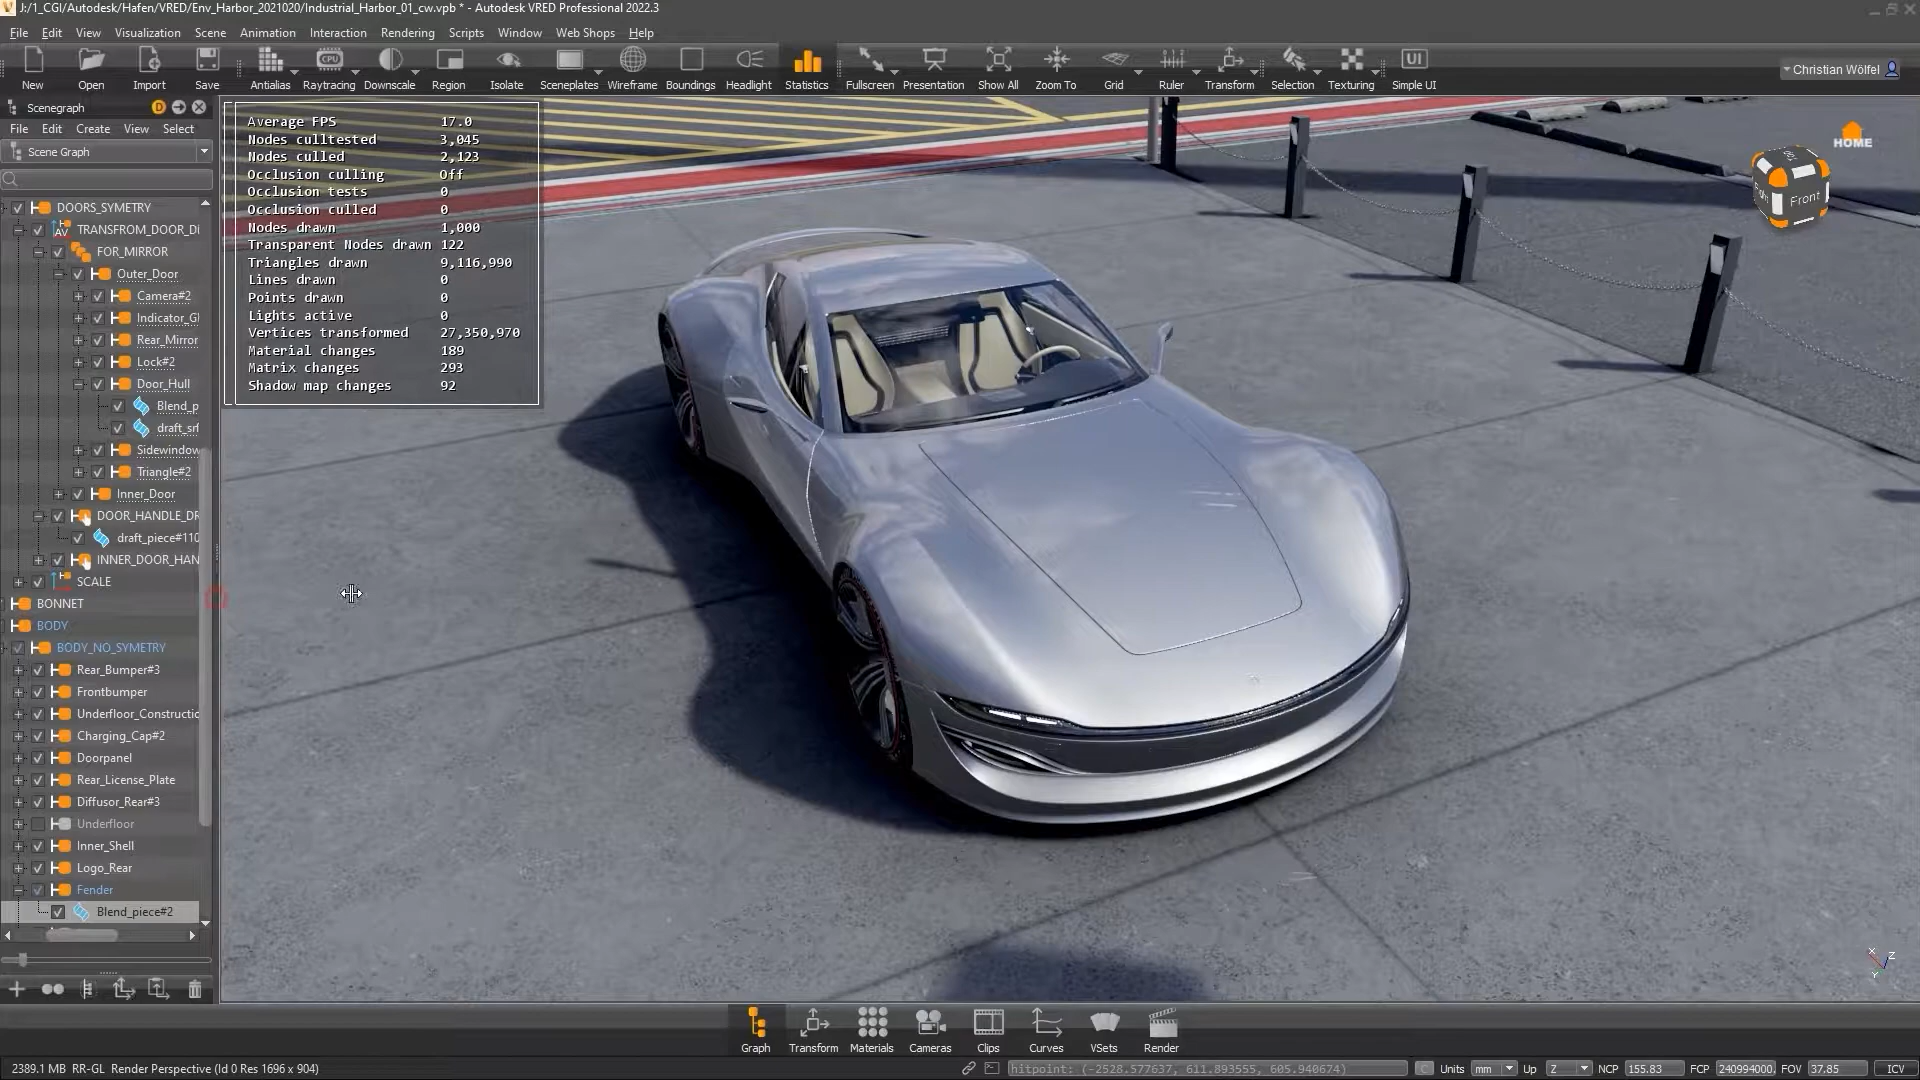 J:/1_CGI/Autodesk/Hafen/VRED/Env_Harbor_2021020/Industrial_Harbor_01_cw.vpb * - Autodesk VRED Professional 2022.3
File Edit View Visualization Scene Animation Interaction Rendering Scripts Window Web Shops Help
New Open Import Save Antialias Raytracing Downscale Region Isolate Sceneplates Wireframe Boundings Headlight Statistics Fullscreen Presentation Show All Zoom To Grid Ruler Transform Selection Texturing Simple UI
CPU
UI
Christian Wölfel
Scenegraph
D
File Edit Create View Select
Scene Graph
DOORS_SYMETRY
TRANSFROM_DOOR_DI
FOR_MIRROR
Outer_Door
Camera#2
Indicator_Gl
Rear_Mirror
Lock#2
Door_Hull
Blend_p
draft_srf
Sidewindow
Triangle#2
Inner_Door
DOOR_HANDLE_DR
draft_piece#110
INNER_DOOR_HAN
SCALE
BONNET
BODY
BODY_NO_SYMETRY
Rear_Bumper#3
Frontbumper
Underfloor_Constructio
Charging_Cap#2
Doorpanel
Rear_License_Plate
Diffusor_Rear#3
Underfloor
Inner_Shell
Logo_Rear
Fender
Blend_piece#2
Average FPS 17.0
Nodes culltested 3,045
Nodes culled 2,123
Occlusion culling Off
Occlusion tests 0
Occlusion culled 0
Nodes drawn 1,000
Transparent Nodes drawn 122
Triangles drawn 9,116,990
Lines drawn 0
Points drawn 0
Lights active 0
Vertices transformed 27,350,970
Material changes 189
Matrix changes 293
Shadow map changes 92
HOME
Front
X
Z
Y
Graph Transform Materials Cameras Clips Curves VSets Render
2389.1 MB RR-GL Render Perspective (Id 0 Res 1696 x 904)
hitpoint: (-2528.577637, 611.893555, 605.940674)
C Units mm Up Z NCP 155.83 FCP 240994000, FOV 37.85 ICV